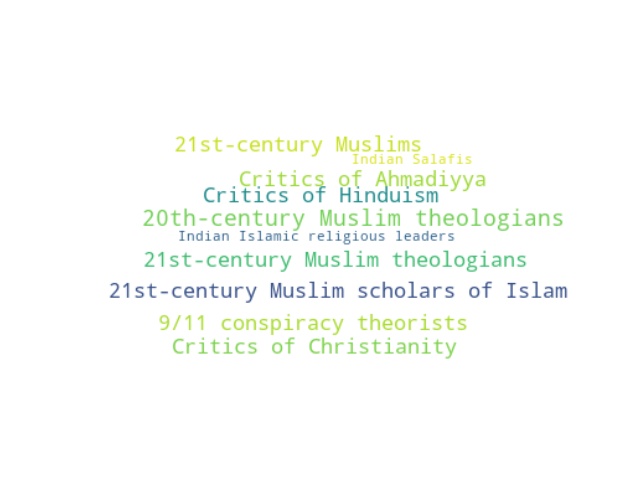 21st-century Muslims
Indian Salafis
Critics of Ahmadiyya
Critics of Hinduism
20th-century Muslim theologians
Indian Islamic religious leaders
21st-century Muslim theologians
21st-century Muslim scholars of Islam
9/11 conspiracy theorists
Critics of Christianity